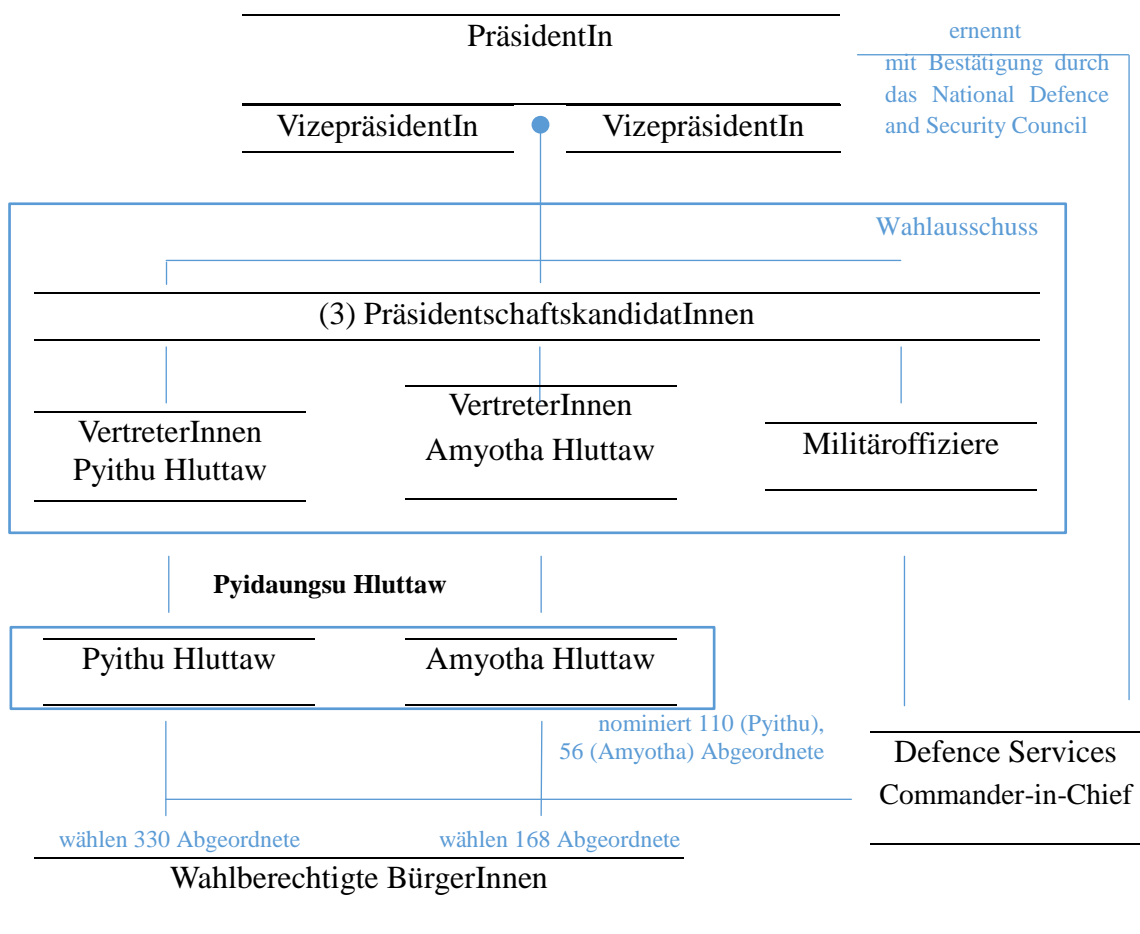 PräsidentIn
ernennt
mit Bestätigung durch
das National Defence
and Security Council
VizepräsidentIn
VizepräsidentIn
Wahlausschuss
(3) PräsidentschaftskandidatInnen
VertreterInnen
Pyithu Hluttaw
VertreterInnen
Amyotha Hluttaw
Militäroffiziere
Pyidaungsu Hluttaw
Pyithu Hluttaw
Amyotha Hluttaw
nominiert 110 (Pyithu),
56 (Amyotha) Abgeordnete
Defence Services
Commander-in-Chief
wählen 330 Abgeordnete
wählen 168 Abgeordnete
Wahlberechtigte BürgerInnen